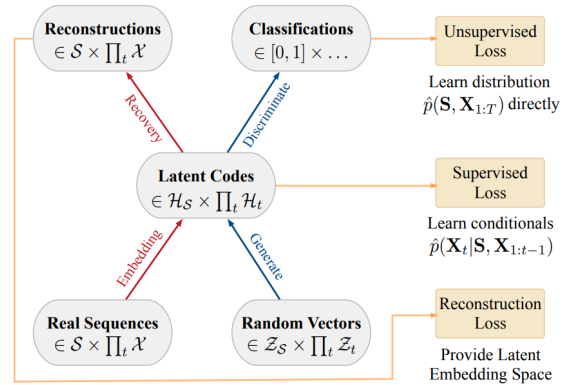 Reconstructions
∈ 𝒮 × ∏ₜ 𝒳
Classifications
∈ [0, 1] × ...
Unsupervised
Loss
Learn distribution
p̂(S, X₁:T) directly
Recovery
Discriminate
Latent Codes
∈ ℋ𝒮 × ∏ₜ ℋₜ
Supervised
Loss
Learn conditionals
p̂(Xₜ|S, X₁:ₜ₋₁)
Embedding
Generate
Real Sequences
∈ 𝒮 × ∏ₜ 𝒳
Random Vectors
∈ 𝒵𝒮 × ∏ₜ 𝒵ₜ
Reconstruction
Loss
Provide Latent
Embedding Space